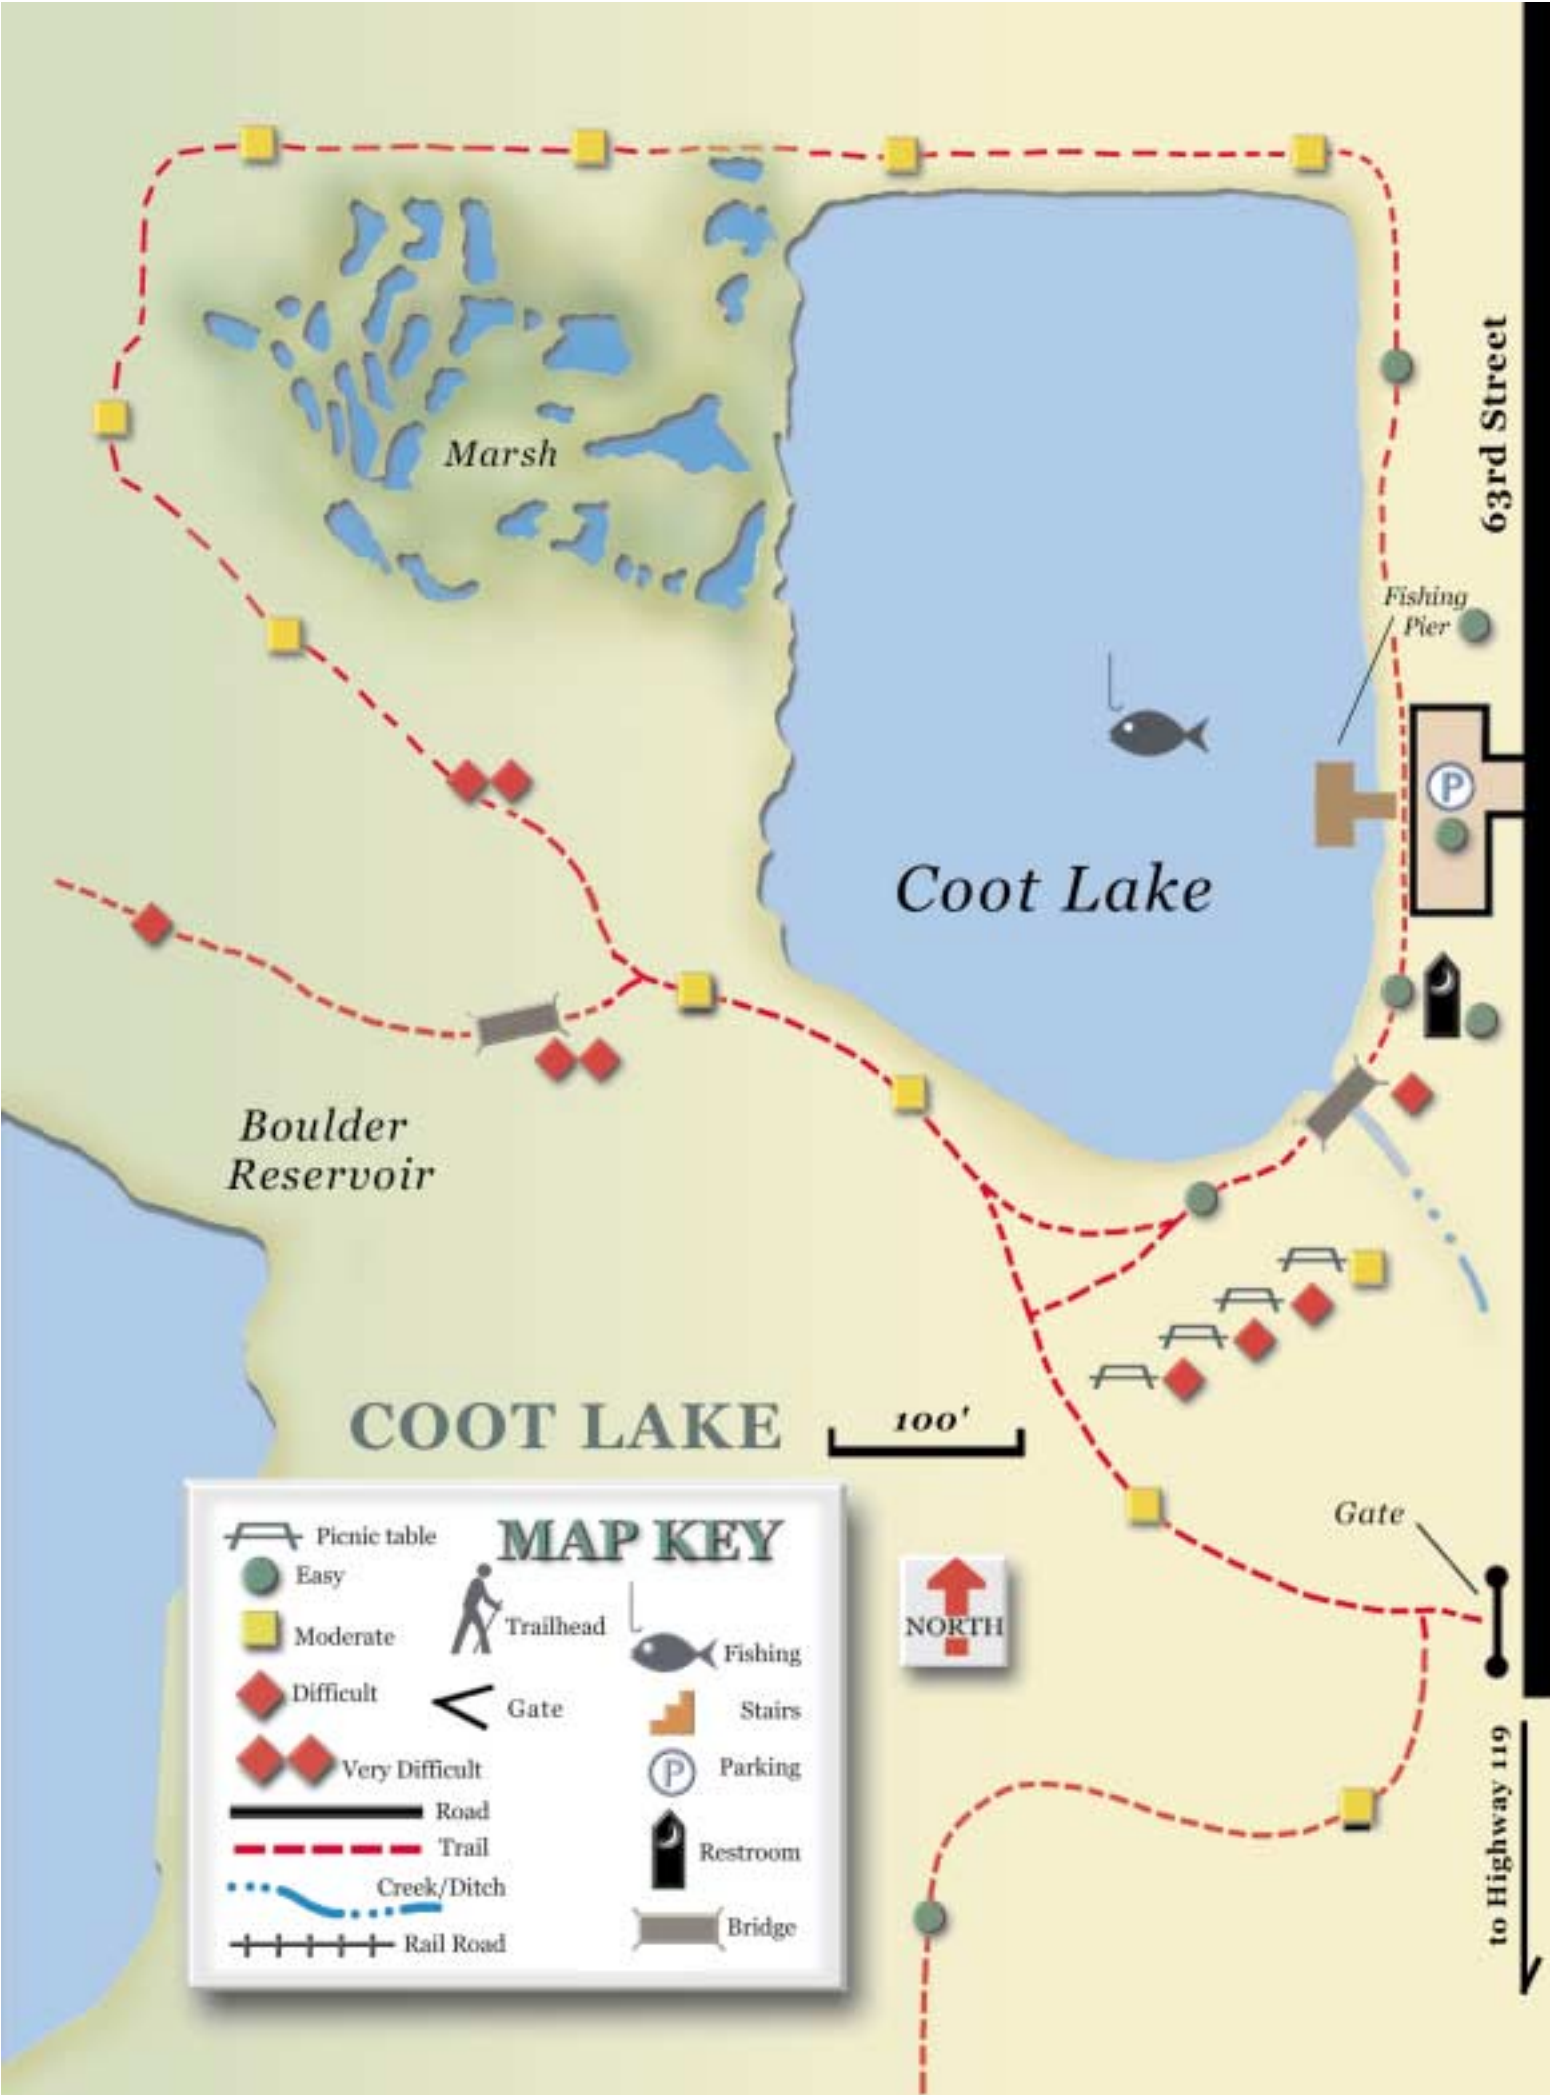 63rd Street
Marsh
Fishing
Pier
P
Coot Lake
Boulder
Reservoir
COOT LAKE
100'
Gate
NORTH
to Highway 119
MAP KEY
Picnic table
Easy
Moderate
Difficult
Very Difficult
Road
Trail
Creek/Ditch
Rail Road
Trailhead
Gate
Fishing
Stairs
P Parking
Restroom
Bridge